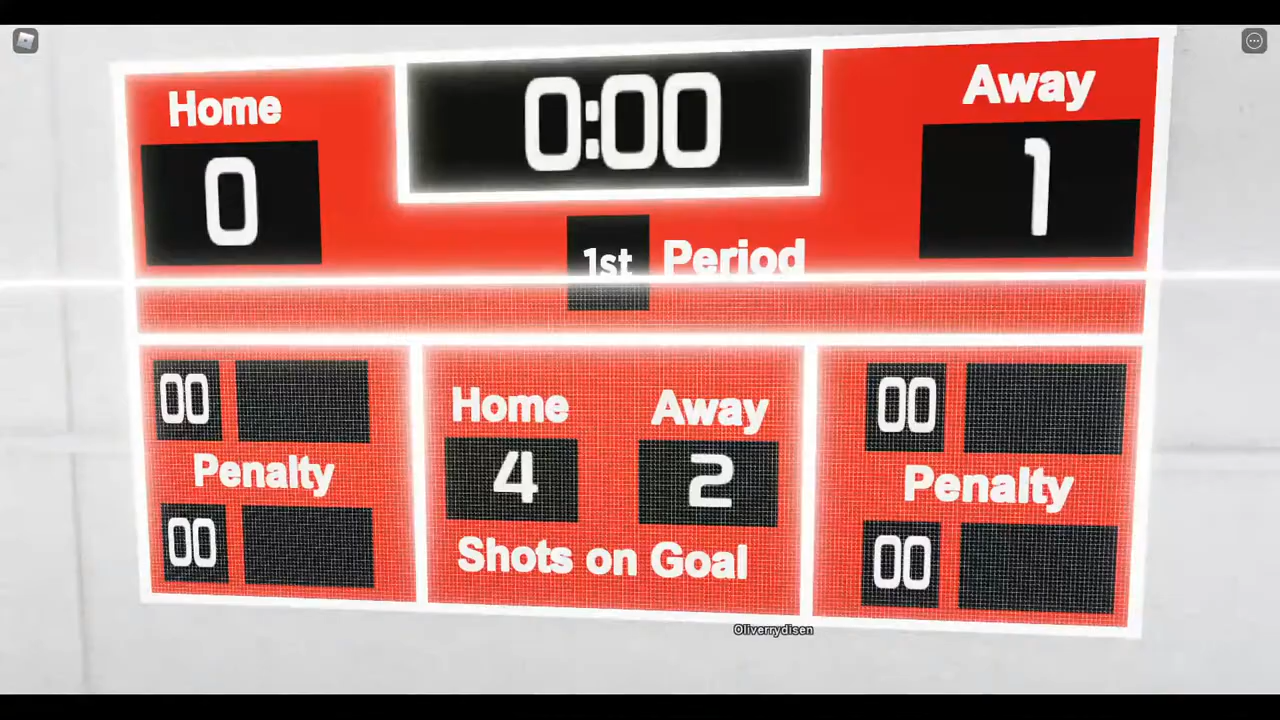 Home
0:00
Away
0
1
1st Period
00
Home
Away
00
Penalty
4
2
Penalty
00
Shots on Goal
00
Oliverrydisen